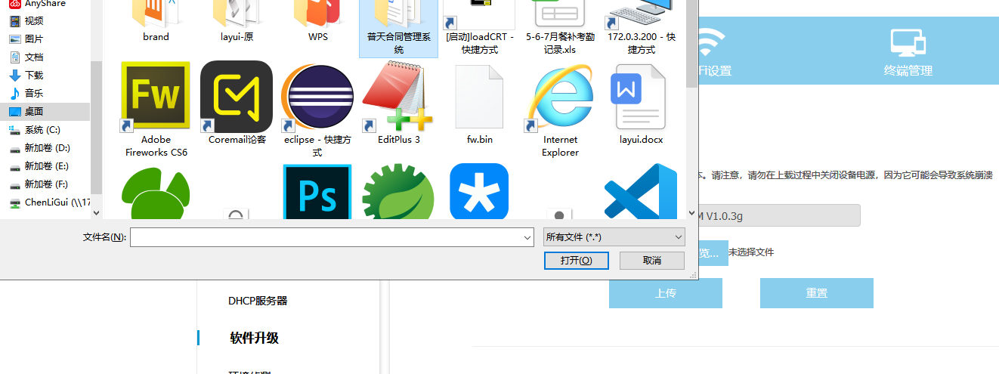 AnyShare
视频
图片
文档
下载
音乐
桌面
系统 (C:)
新加卷 (D:)
新加卷 (E:)
新加卷 (F:)
ChenLiGui (\\17
brand
layui-原
WPS
普天合同管理系
统
[启动]loadCRT -
快捷方式
5-6-7月餐补考勤
记录.xls
172.0.3.200 - 快
捷方式
Fw
Adobe
Fireworks CS6
Coremail论客
eclipse - 快捷方
式
EditPlus 3
fw.bin
Internet
Explorer
W
layui.docx
Ps
文件名(N):
所有文件 (*.*)
打开(O)
取消
设置
终端管理
请注意，请勿在上载过程中关闭设备电源，因为它可能会导致系统崩溃
V1.0.3g
览...
未选择文件
上传
重置
DHCP服务器
软件升级